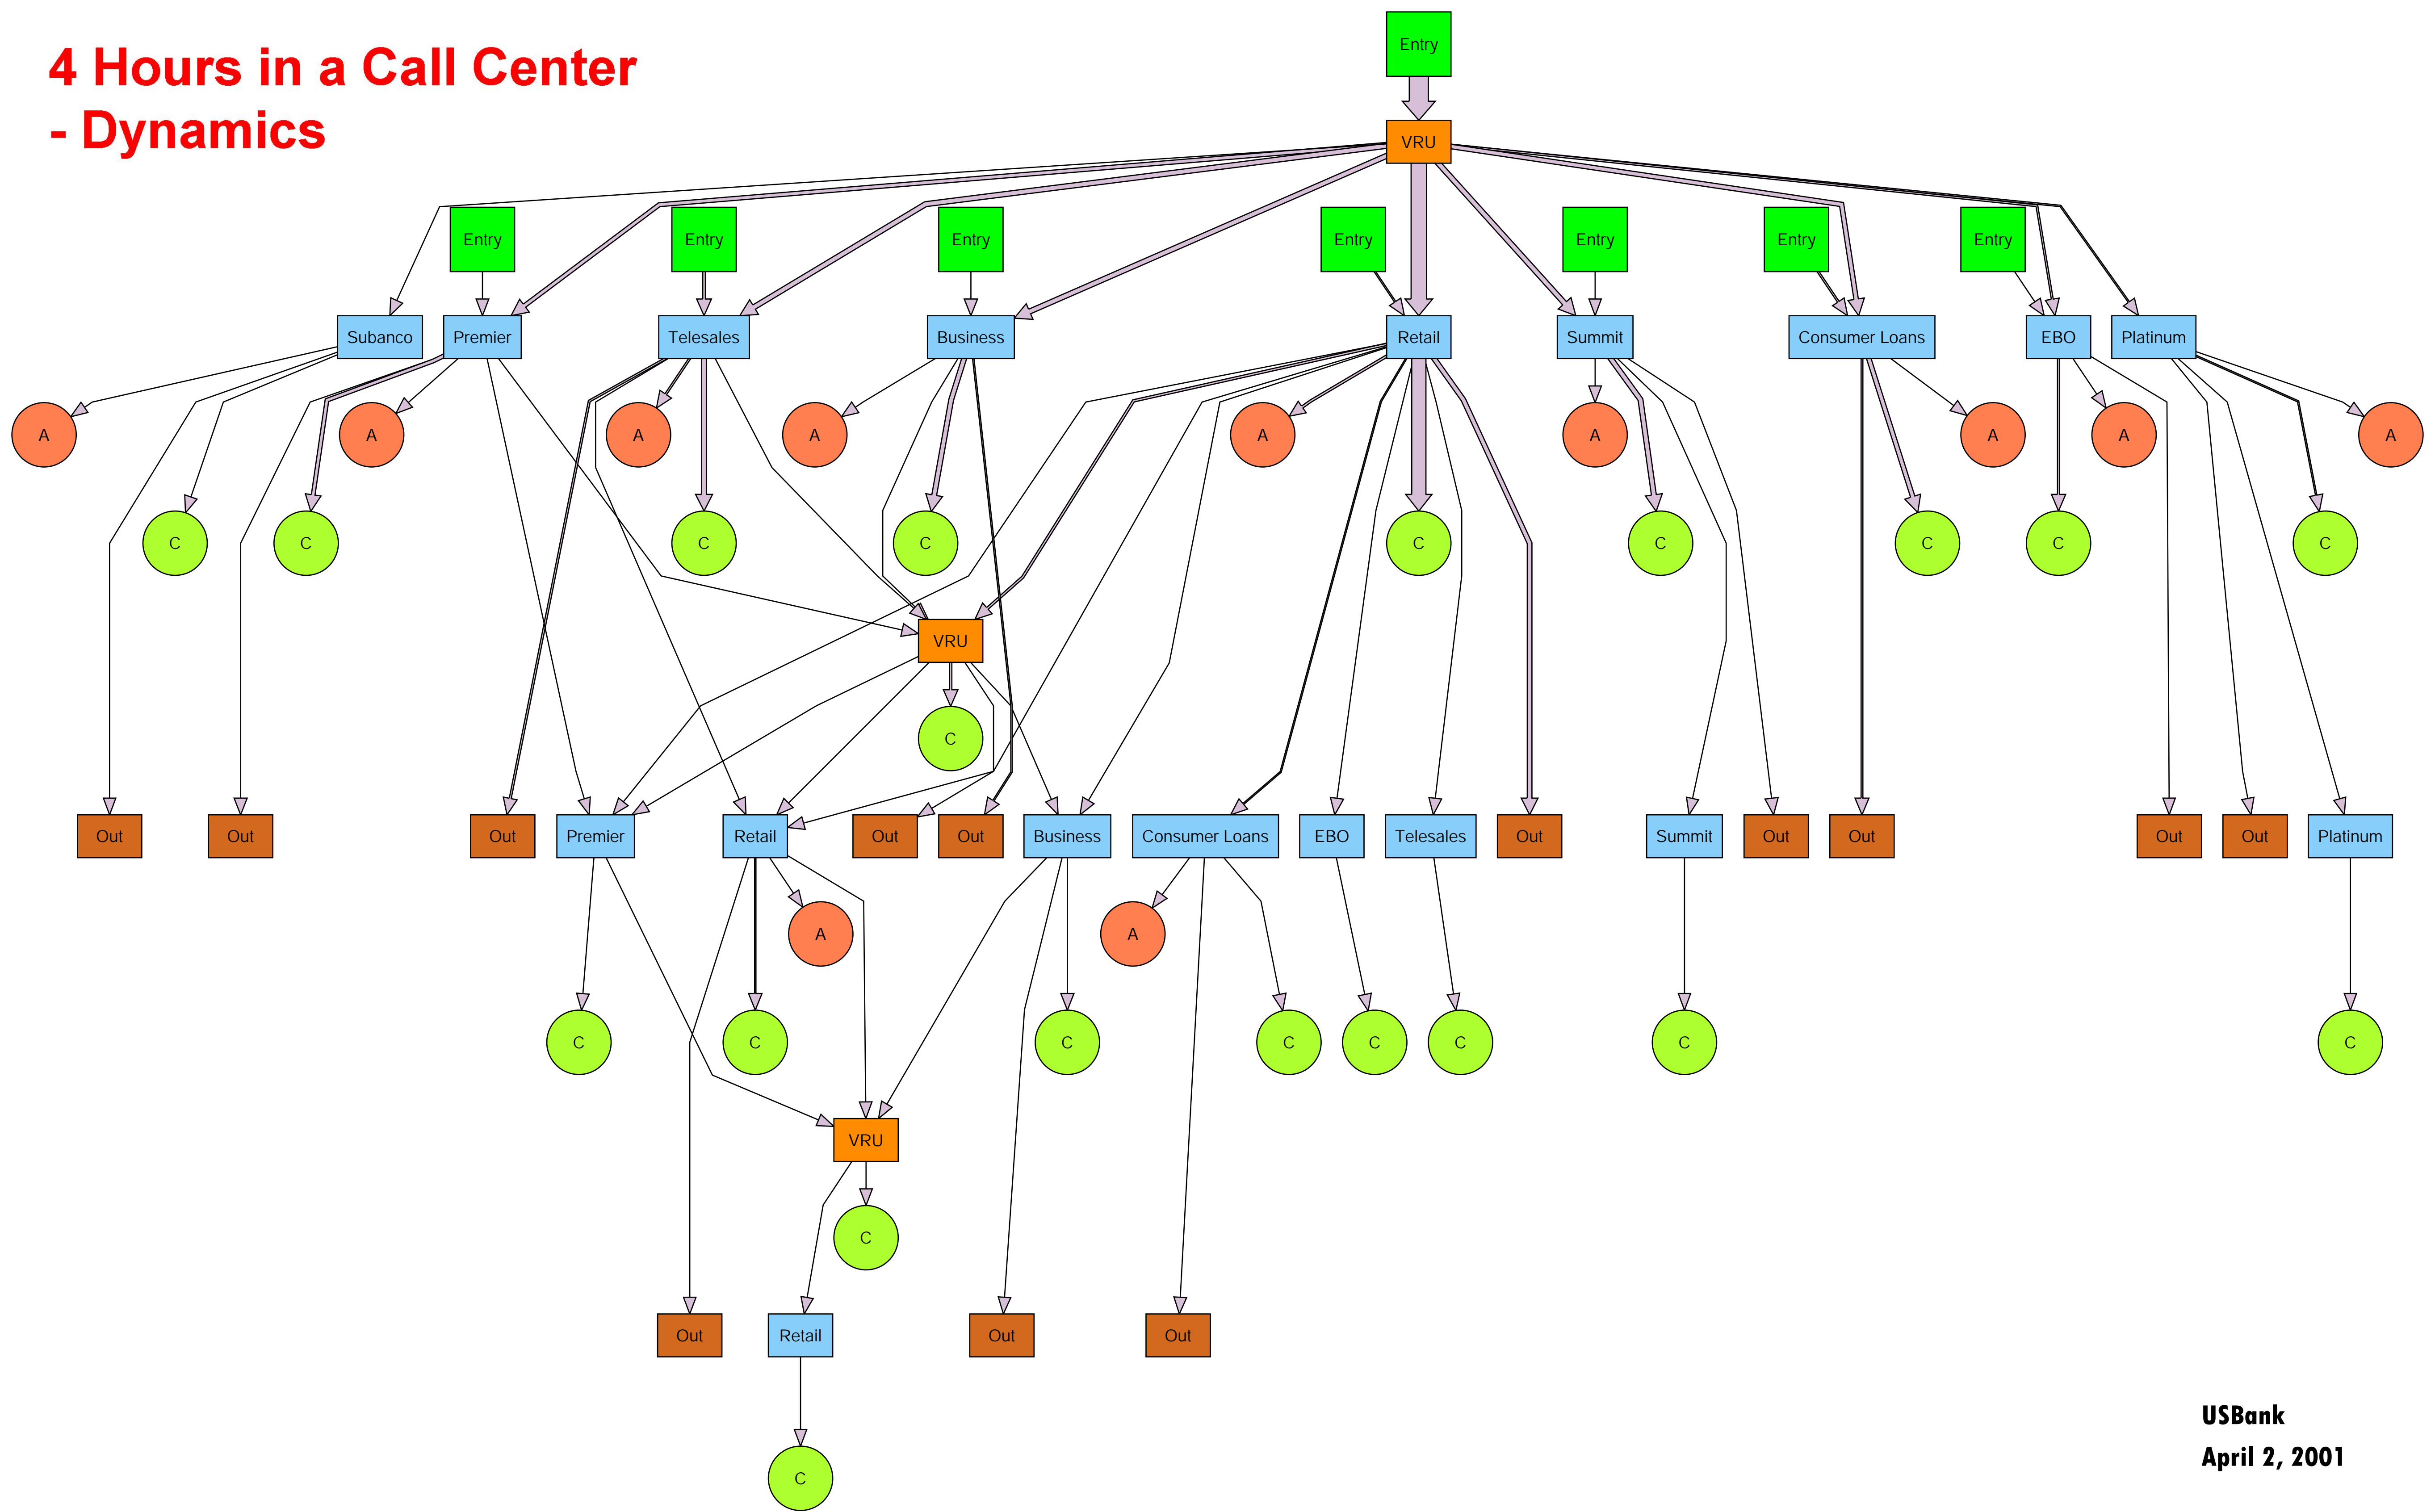 4 Hours in a Call Center
- Dynamics
Entry
VRU
Entry
Entry
Entry
Entry
Entry
Entry
Entry
Subanco
Premier
Telesales
Business
Retail
Summit
Consumer Loans
EBO
Platinum
A
A
A
A
A
A
A
A
A
C
C
C
C
C
C
C
C
C
VRU
C
Out
Out
Out
Premier
Retail
Out
Out
Business
Consumer Loans
EBO
Telesales
Out
Summit
Out
Out
Out
Out
Platinum
A
A
C
C
C
C
C
C
C
C
VRU
C
Out
Retail
Out
Out
USBank
April 2, 2001
C